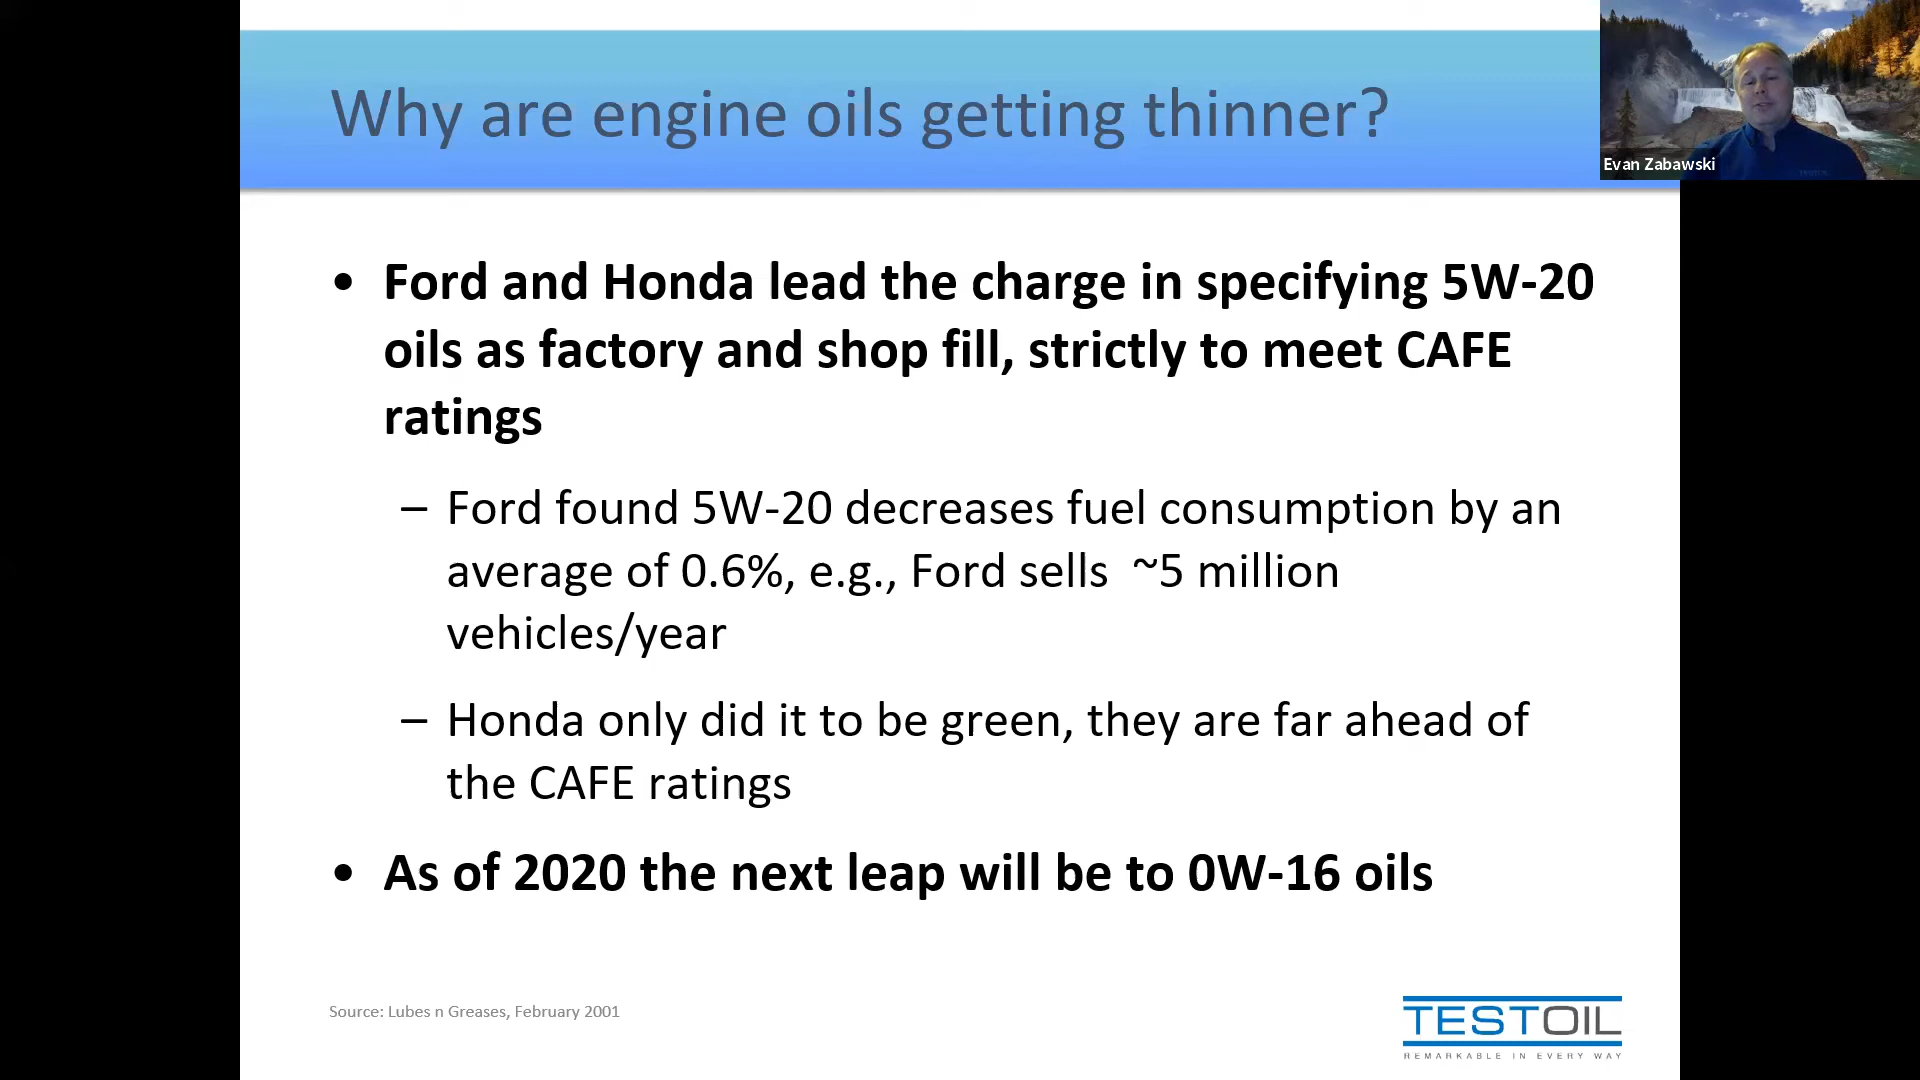 Why are engine oils getting thinner?
Evan Zabawski
• Ford and Honda lead the charge in specifying 5W-20
oils as factory and shop fill, strictly to meet CAFE
ratings
– Ford found 5W-20 decreases fuel consumption by an
average of 0.6%, e.g., Ford sells ~5 million
vehicles/year
– Honda only did it to be green, they are far ahead of
the CAFE ratings
• As of 2020 the next leap will be to 0W-16 oils
Source: Lubes n Greases, February 2001
TESTOIL
REMARKABLE IN EVERY WAY